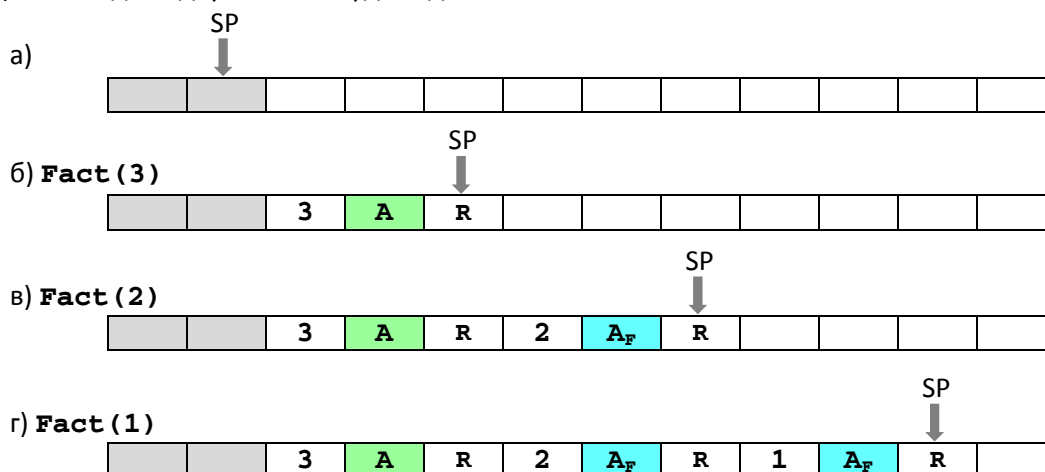 SP
а)
SP
б) Fact(3)
3 A R
SP
в) Fact(2)
3 A R 2 AF R
SP
г) Fact(1)
3 A R 2 AF R 1 AF R